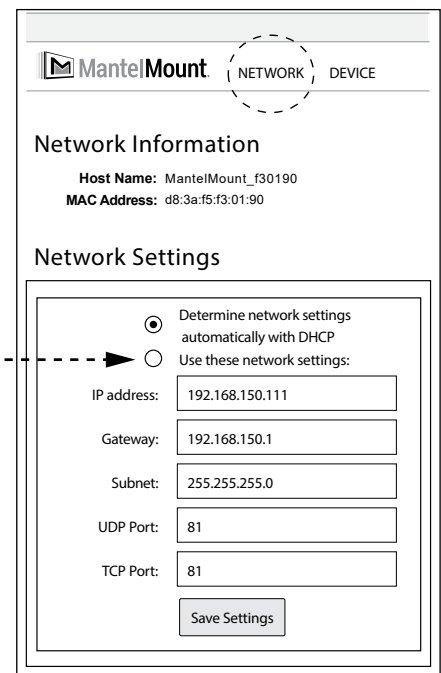 MantelMount. NETWORK DEVICE
Network Information
Host Name: MantelMount_f30190
MAC Address: d8:3a:f5:f3:01:90
Network Settings
Determine network settings
automatically with DHCP
Use these network settings:
IP address: 192.168.150.111
Gateway: 192.168.150.1
Subnet: 255.255.255.0
UDP Port: 81
TCP Port: 81
Save Settings